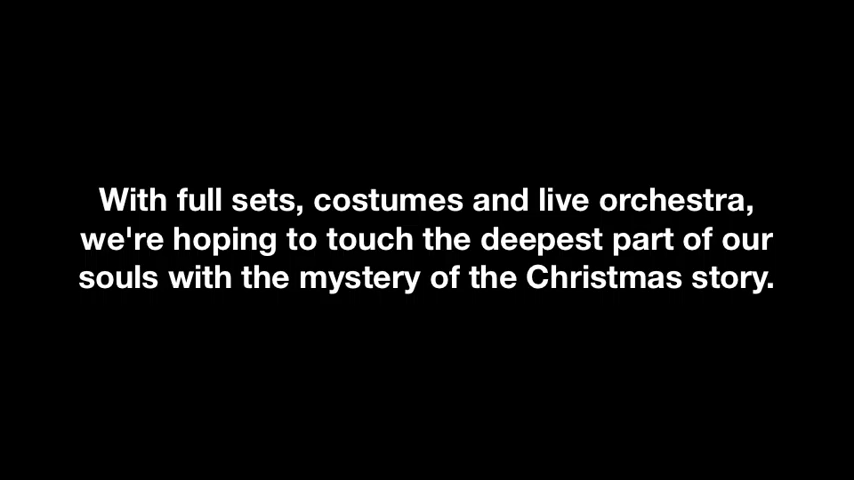 With full sets, costumes and live orchestra,
we're hoping to touch the deepest part of our
souls with the mystery of the Christmas story.